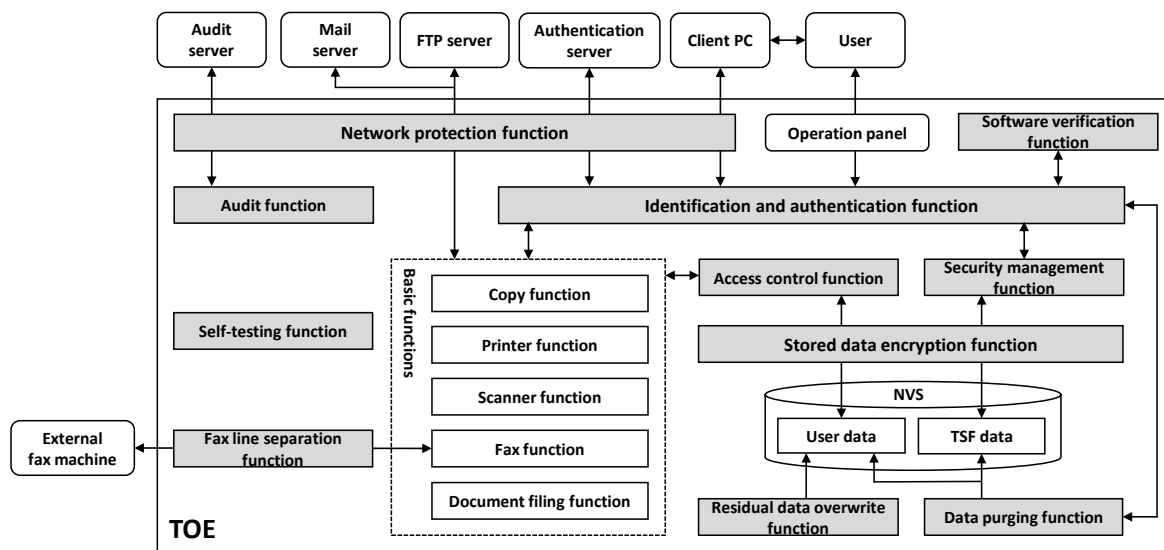 Audit
server
Mail
server
FTP server
Authentication
server
Client PC
User
Network protection function
Operation panel
Software verification
function
Audit function
Identification and authentication function
Basic functions
Copy function
Access control function
Security management
function
Self-testing function
Printer function
Stored data encryption function
Scanner function
NVS
External
fax machine
Fax line separation
function
Fax function
User data
TSF data
Document filing function
Residual data overwrite
function
Data purging function
TOE